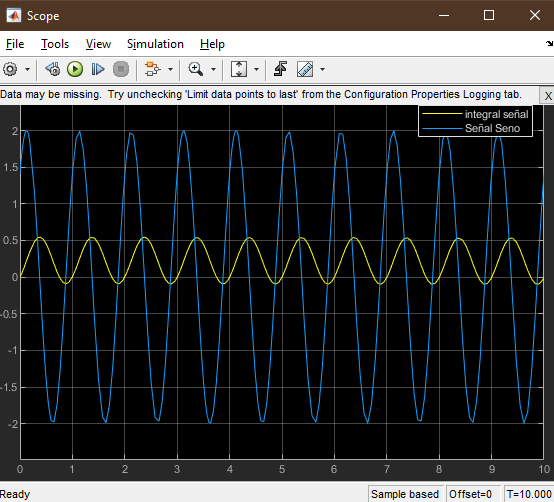 Scope
File Tools View Simulation Help
Data may be missing. Try unchecking 'Limit data points to last' from the Configuration Properties Logging tab. X
integral señal
Señal Seno
2
1.5
1
0.5
0
-0.5
-1
-1.5
-2
0 1 2 3 4 5 6 7 8 9 10
Ready Sample based Offset=0 T=10.000